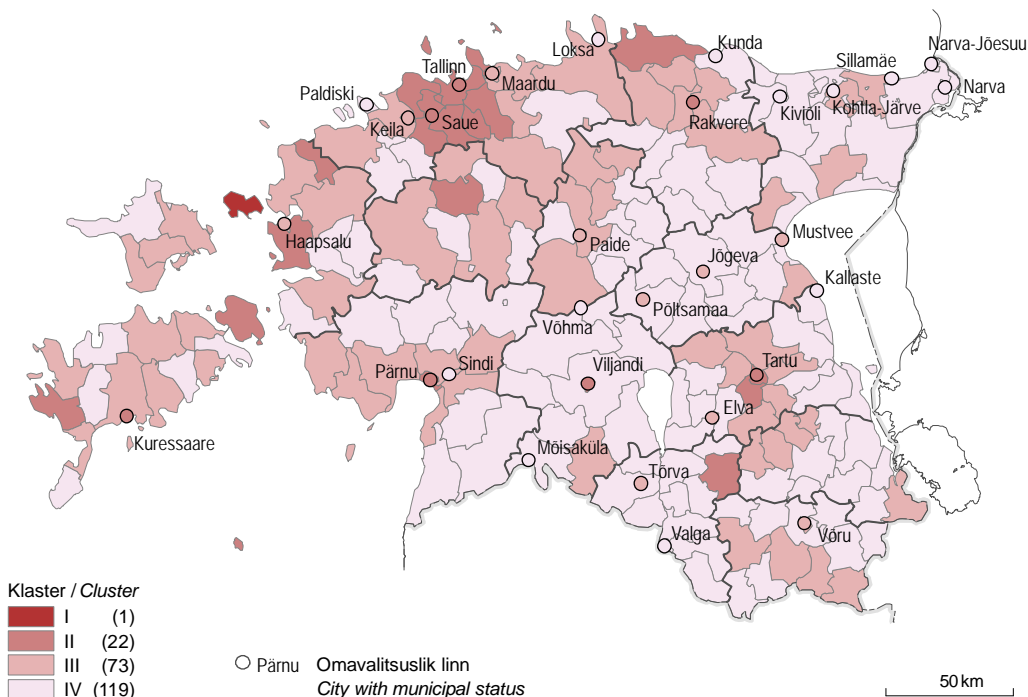 Loksa
Kunda
Narva-Jõesuu
Sillamäe
Tallinn
Maardu
Narva
Paldiski
Kohtla-Järve
Kiviõli
Keila
Saue
Rakvere
Haapsalu
Paide
Mustvee
Jõgeva
Kallaste
Põltsamaa
Võhma
Sindi
Pärnu
Viljandi
Tartu
Elva
Kuressaare
Mõisaküla
Tõrva
Valga
Võru
Klaster / Cluster
I (1)
II (22)
III (73)
IV (119)
Pärnu Omavalitsuslik linn
City with municipal status
50 km